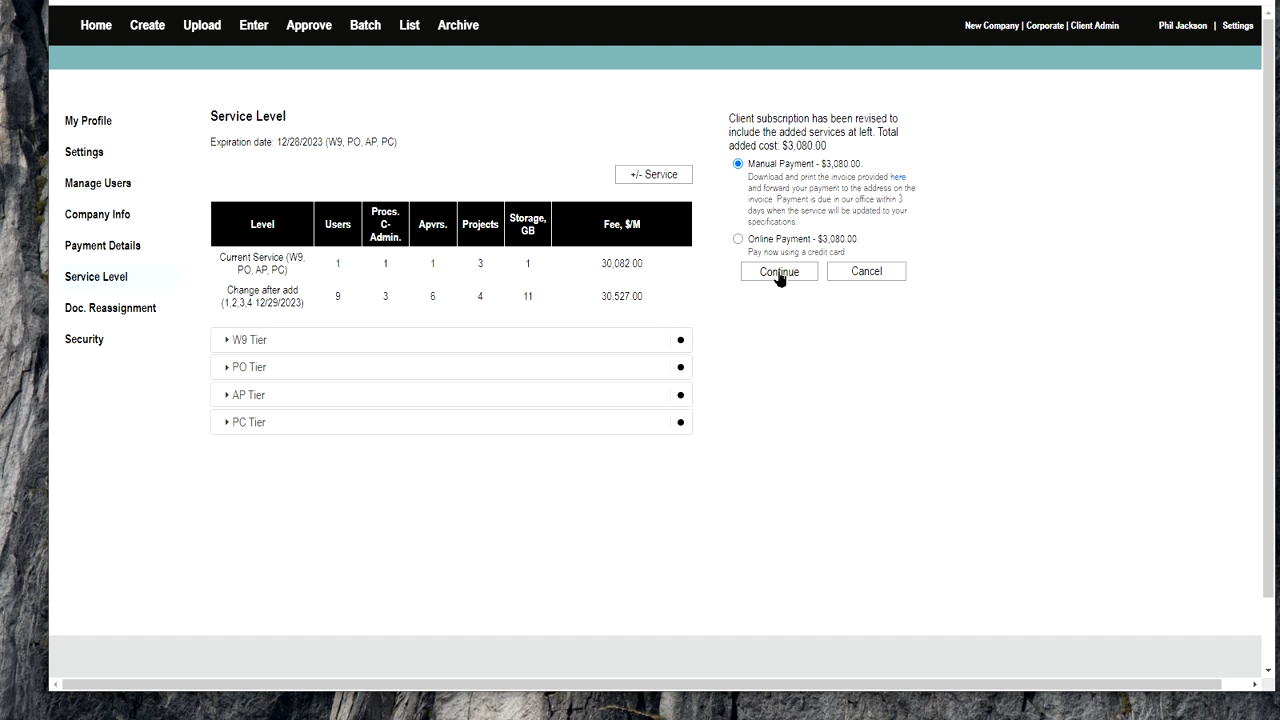 Home Create Upload Enter Approve Batch List Archive New Company | Corporate | Client Admin Phil Jackson | Settings
My Profile
Settings
Manage Users
Company Info
Payment Details
Service Level
Doc. Reassignment
Security
Service Level
Expiration date: 12/28/2023 (W9, PO, AP, PC)
+/- Service
Level Users Procs. C- Admin. Apvrs. Projects Storage, GB Fee, $/M
Current Service (W9, PO, AP, PC) 1 1 1 3 1 30,082.00
Change after add (1,2,3,4 12/29/2023) 9 3 6 4 11 30,527.00
W9 Tier
PO Tier
AP Tier
PC Tier
Client subscription has been revised to
include the added services at left. Total
added cost: $3,080.00
Manual Payment - $3,080.00.
Download and print the invoice provided here
and forward your payment to the address on the
invoice. Payment is due in our office within 3
days when the service will be updated to your
specifications.
Online Payment - $3,080.00.
Pay now using a credit card.
Continue Cancel